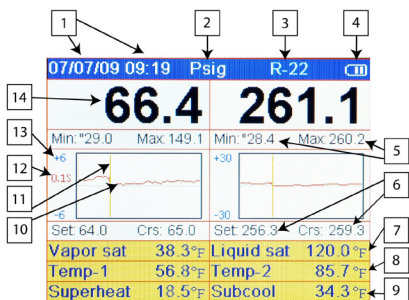 1 2 3 4
07/07/09 09:19 Psig R-22
14 66.4 261.1
13 Min:"29.0 Max:149.1 Min:"28.4 Max:260.2 5
+6 +30
12 0.1S 6
11
10 -6 -30
Set:64.0 Crs: 65.0 Set:256.3 Crs: 259.3 7
Vapor sat 38.3°F Liquid sat 120.0°F
Temp-1 56.8°F Temp-2 85.7°F 8
Superheat 18.5°F Subcool 34.3°F 9